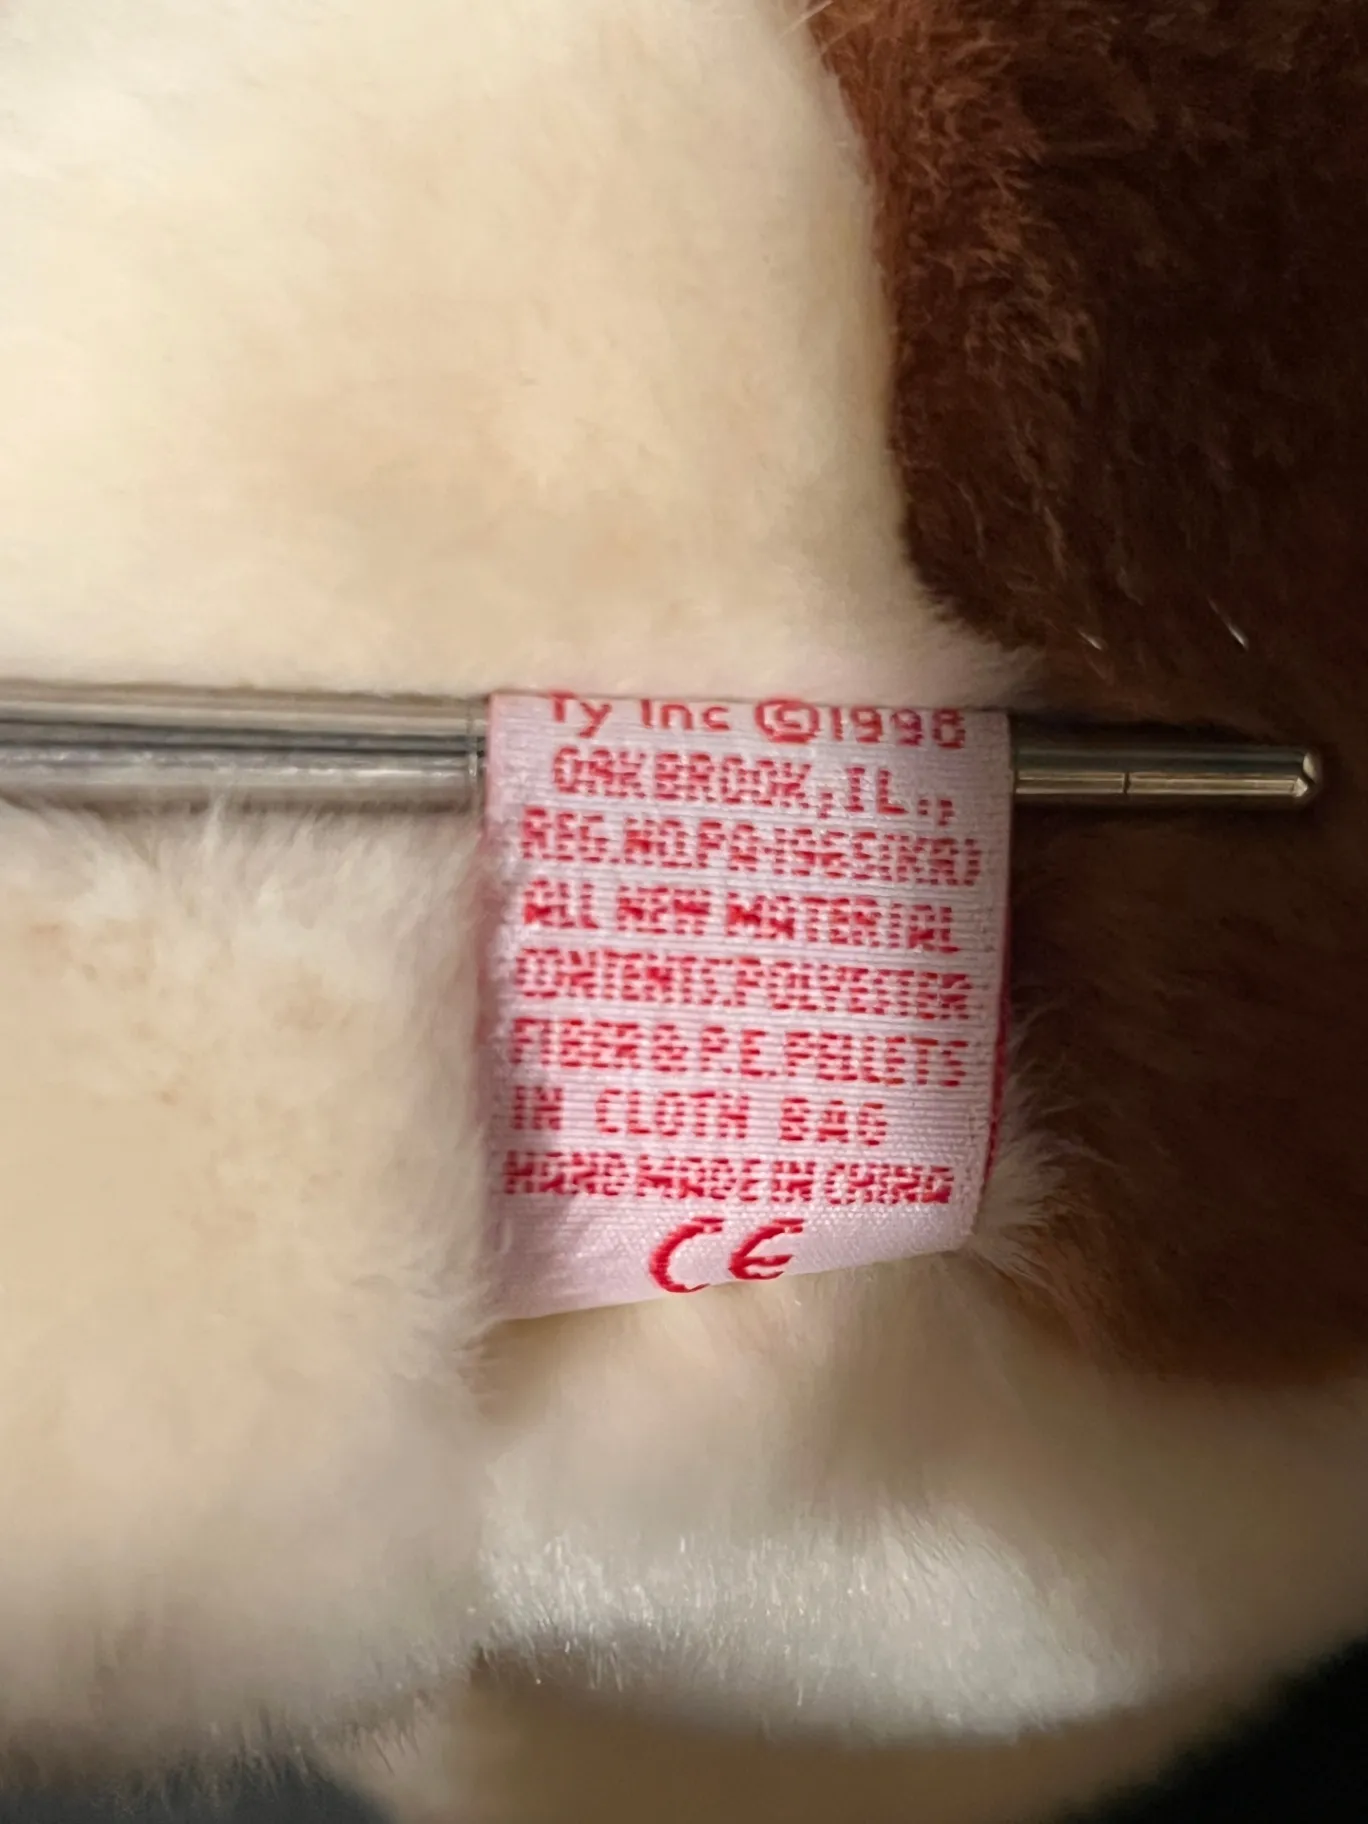 Ty Inc ©1998
OAKBROOK,IL.,
REG.NO.PA-1965(KR)
ALL NEW MATERIAL
CONTENTS:POLYESTER
FIBER & P.E.PELLETS
IN CLOTH BAG
HAND MADE IN CHINA
CE